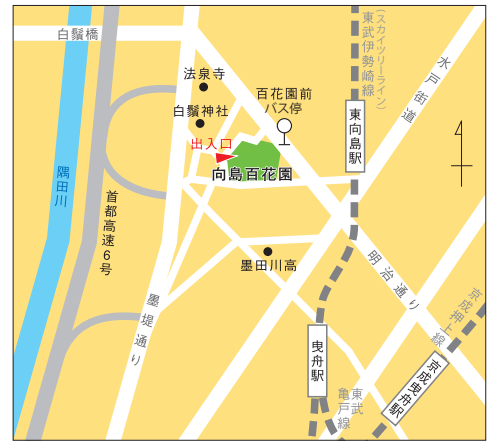 白鬚橋
東武伊勢崎線
(スカイツリーライン)
水戸街道
法泉寺
百花園前
バス停
白鬚神社
東向島駅
出入口
向島百花園
隅田川
首都高速6号
墨田川高
明治通り
墨堤通り
京成押上線
曳舟駅
京成曳舟駅
東武
亀戸線